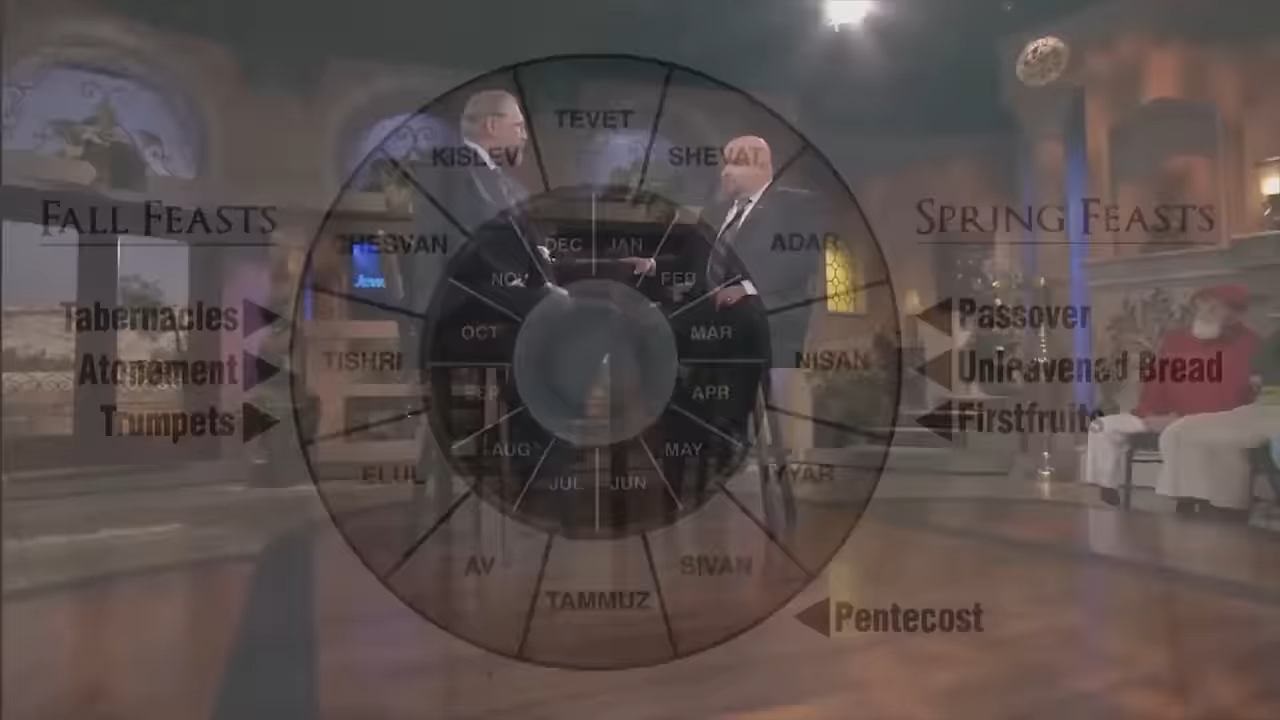 TEVET
KISLEV
SHEVAT
FALL FEASTS
SPRING FEASTS
CHESVAN
DEC
JAN
ADAR
NOV
FEB
Tabernacles
Passover
OCT
MAR
Atonement
TISHRI
NISAN
Unleavened Bread
SEP
APR
Trumpets
Firstfruits
AUG
MAY
ELUL
IYYAR
JUL
JUN
AV
SIVAN
TAMMUZ
Pentecost